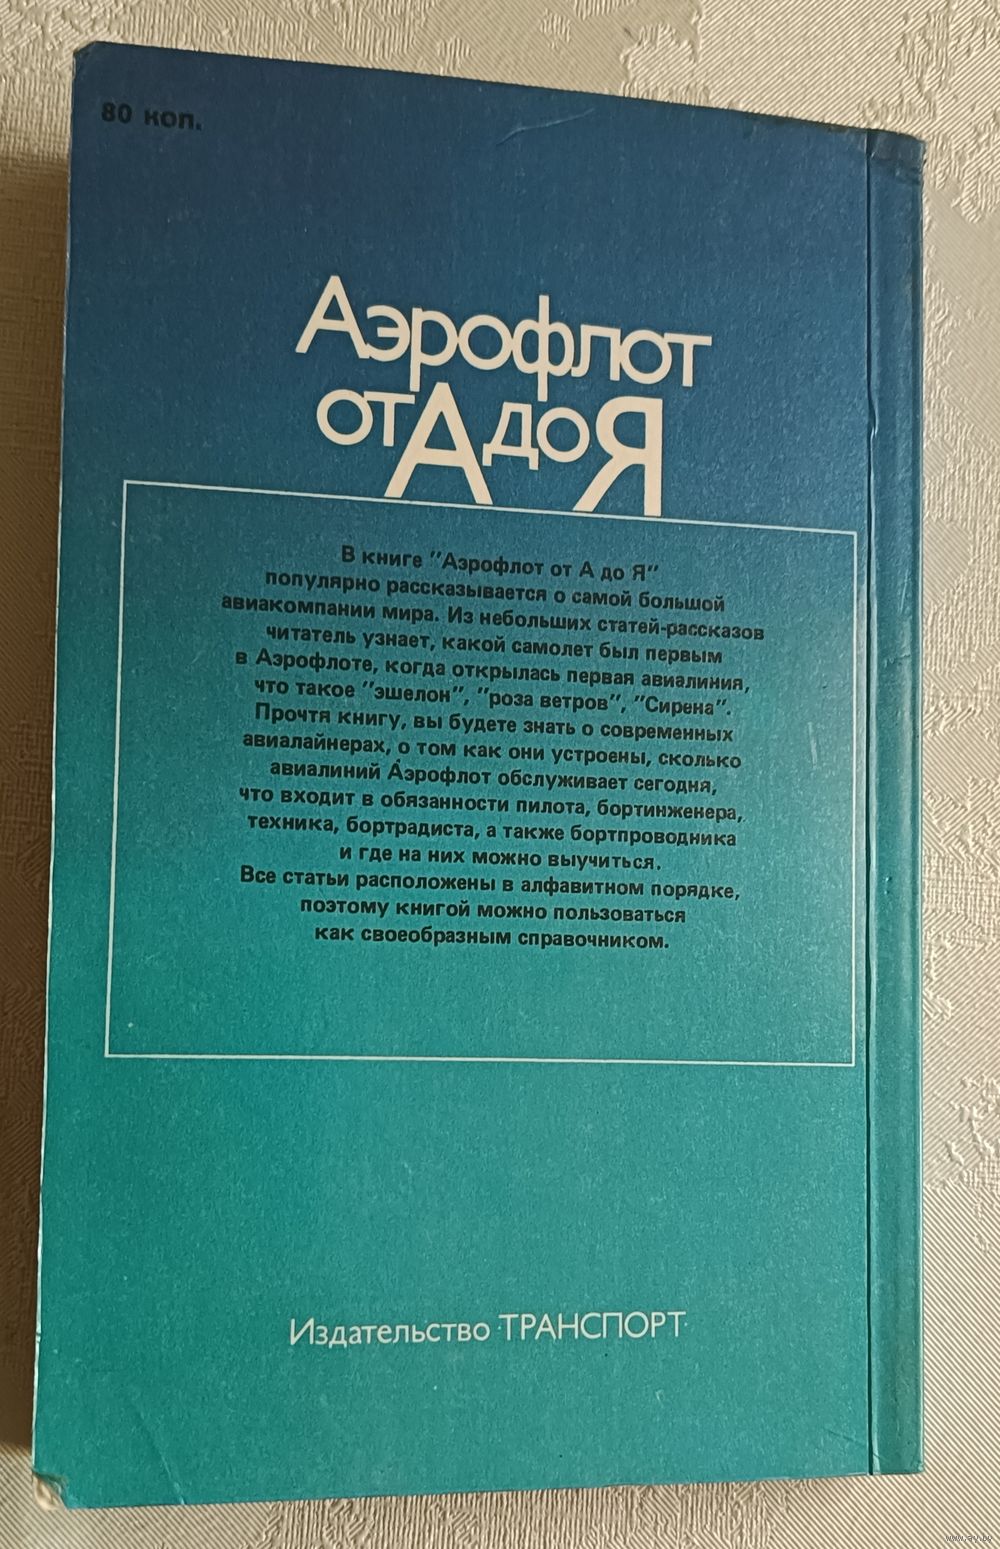 80 коп.
Аэрофлот
от А до Я
В книге "Аэрофлот от А до Я"
популярно рассказывается о самой большой
авиакомпании мира. Из небольших статей-рассказов
читатель узнает, какой самолет был первым
в Аэрофлоте, когда открылась первая авиалиния,
что такое "эшелон", "роза ветров", "Сирена".
Прочтя книгу, вы будете знать о современных
авиалайнерах, о том как они устроены, сколько
авиалиний Аэрофлот обслуживает сегодня,
что входит в обязанности пилота, бортинженера,
техника, бортрадиста, а также бортпроводника
и где на них можно выучиться.
Все статьи расположены в алфавитном порядке,
поэтому книгой можно пользоваться
как своеобразным справочником.
Издательство ·ТРАНСПОРТ·